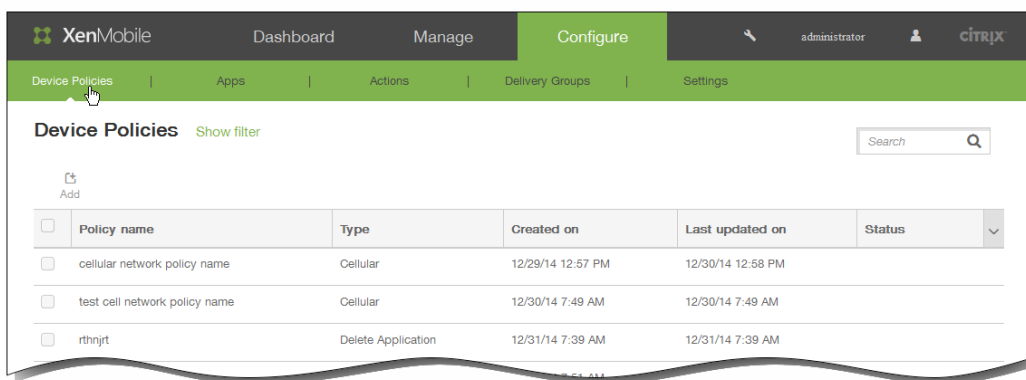 XenMobile Dashboard Manage Configure administrator CİTRIX
Device Policies | Apps | Actions | Delivery Groups | Settings
Device Policies Show filter
Search
Add
Policy name Type Created on Last updated on Status
cellular network policy name Cellular 12/29/14 12:57 PM 12/30/14 12:58 PM
test cell network policy name Cellular 12/30/14 7:49 AM 12/30/14 7:49 AM
rthnjrt Delete Application 12/31/14 7:39 AM 12/31/14 7:39 AM